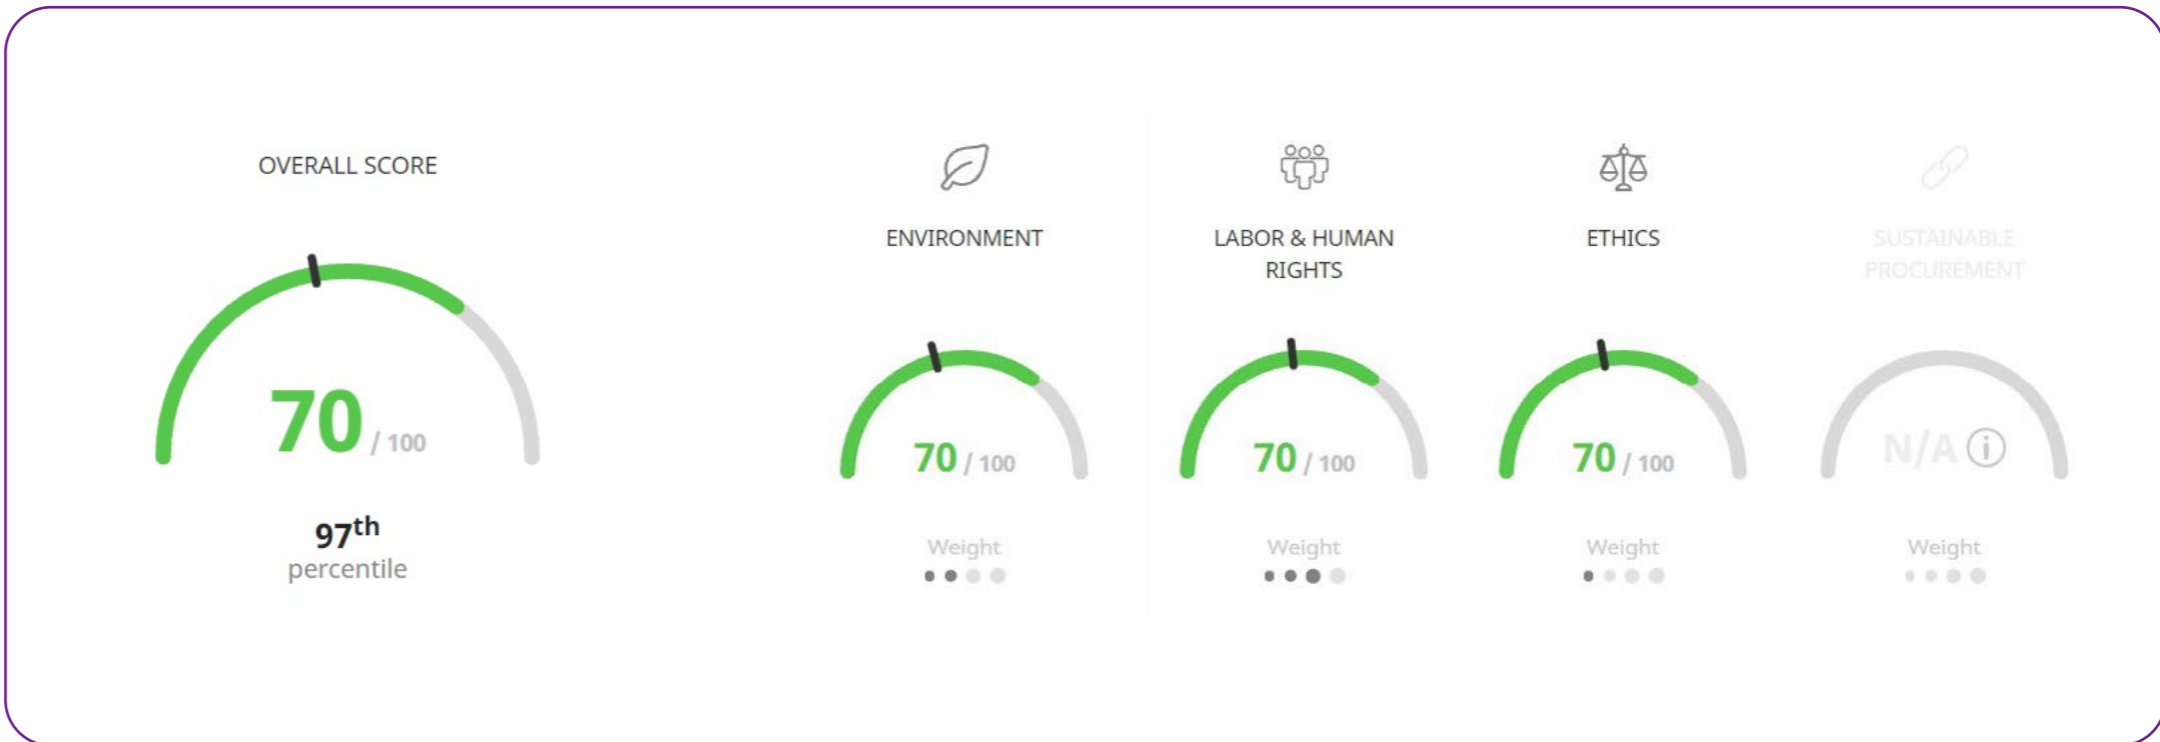 OVERALL SCORE
70 / 100
97th
percentile
ENVIRONMENT
70 / 100
Weight
LABOR & HUMAN
RIGHTS
70 / 100
Weight
ETHICS
70 / 100
Weight
SUSTAINABLE
PROCUREMENT
N/A i
Weight